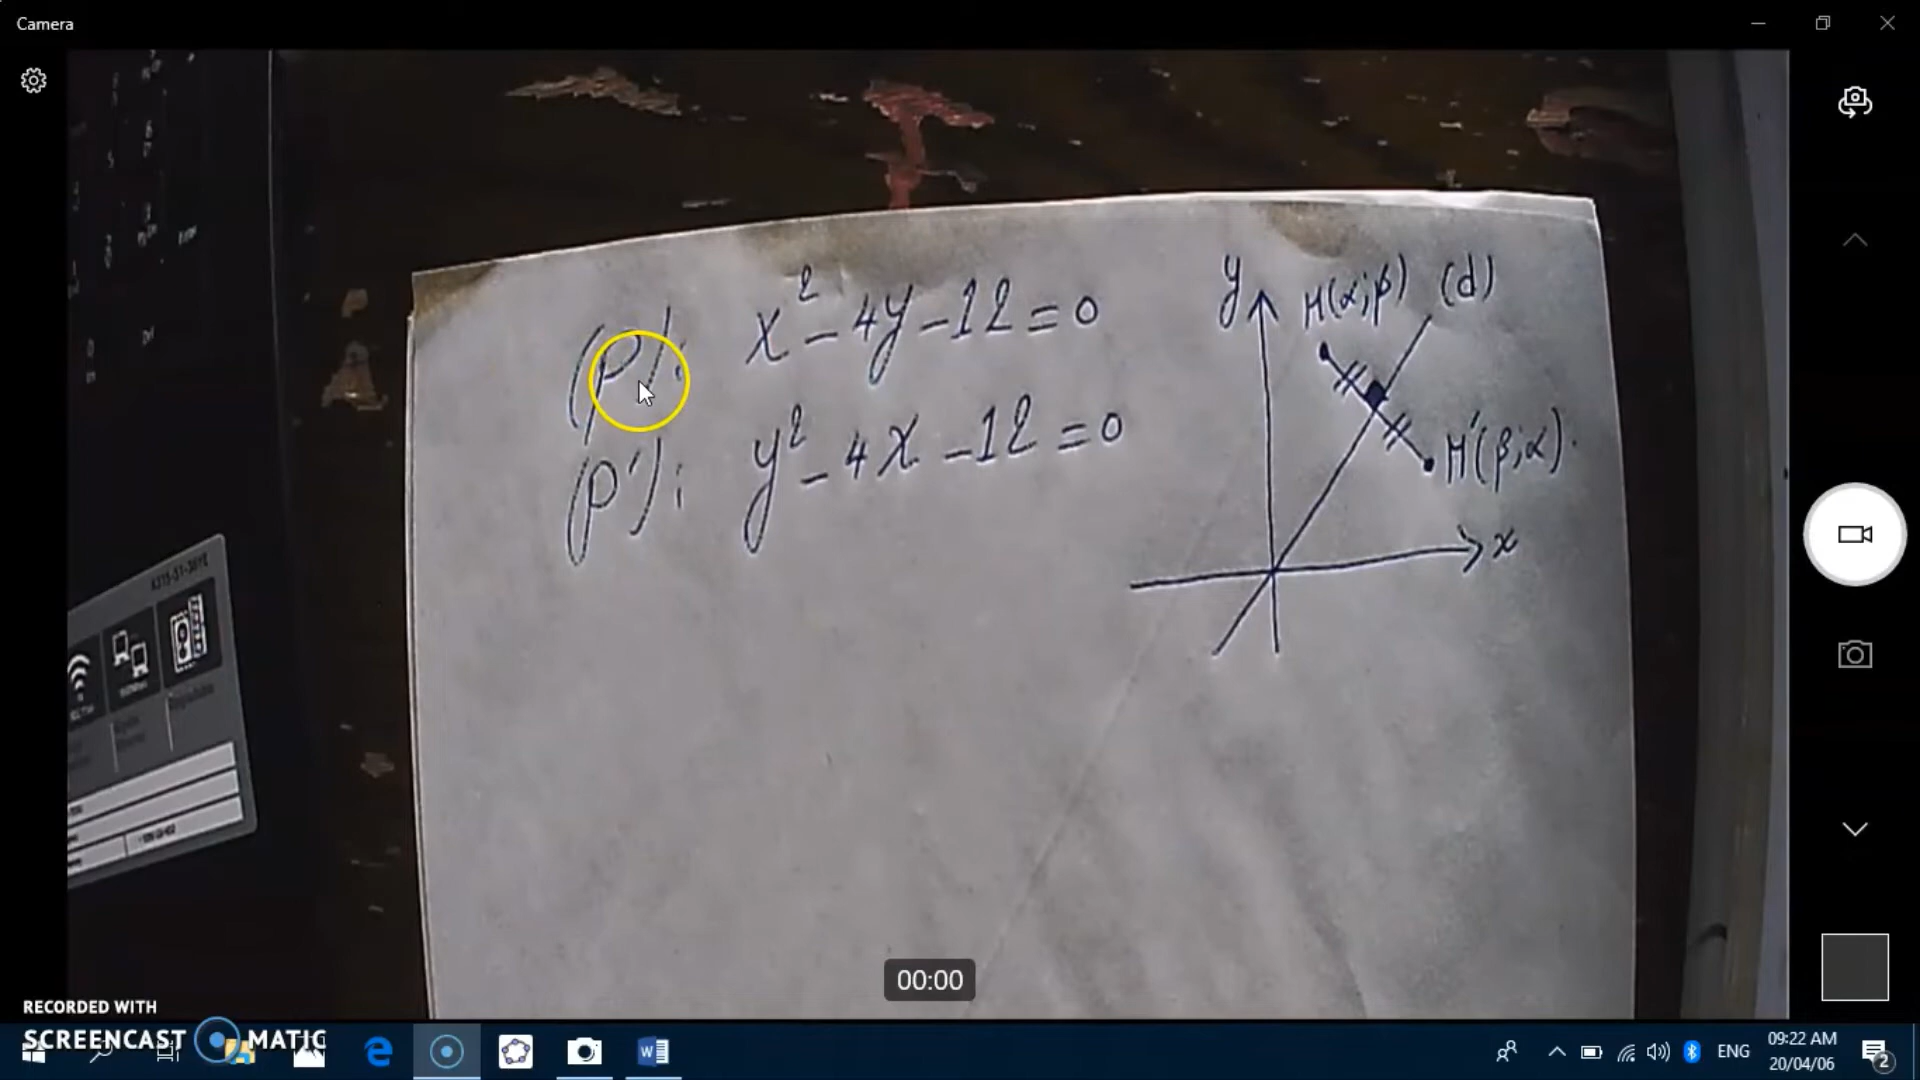 Camera
(P): x² - 4y - 12 = 0
(P'): y² - 4x - 12 = 0
y
M(α;β)
(d)
M'(β;α).
x
00:00
RECORDED WITH
SCREENCAST MATIC
ENG
09:22 AM
20/04/06
2